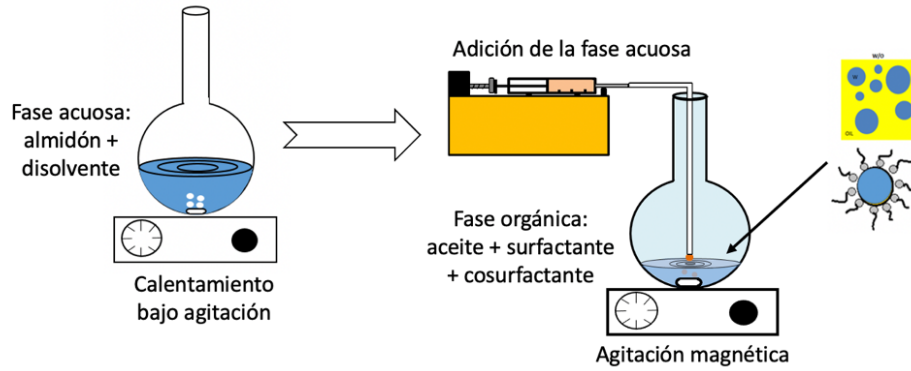 Fase acuosa:
almidón +
disolvente
Calentamiento
bajo agitación
Adición de la fase acuosa
Fase orgánica:
aceite + surfactante
+ cosurfactante
Agitación magnética
W/O
W
OIL